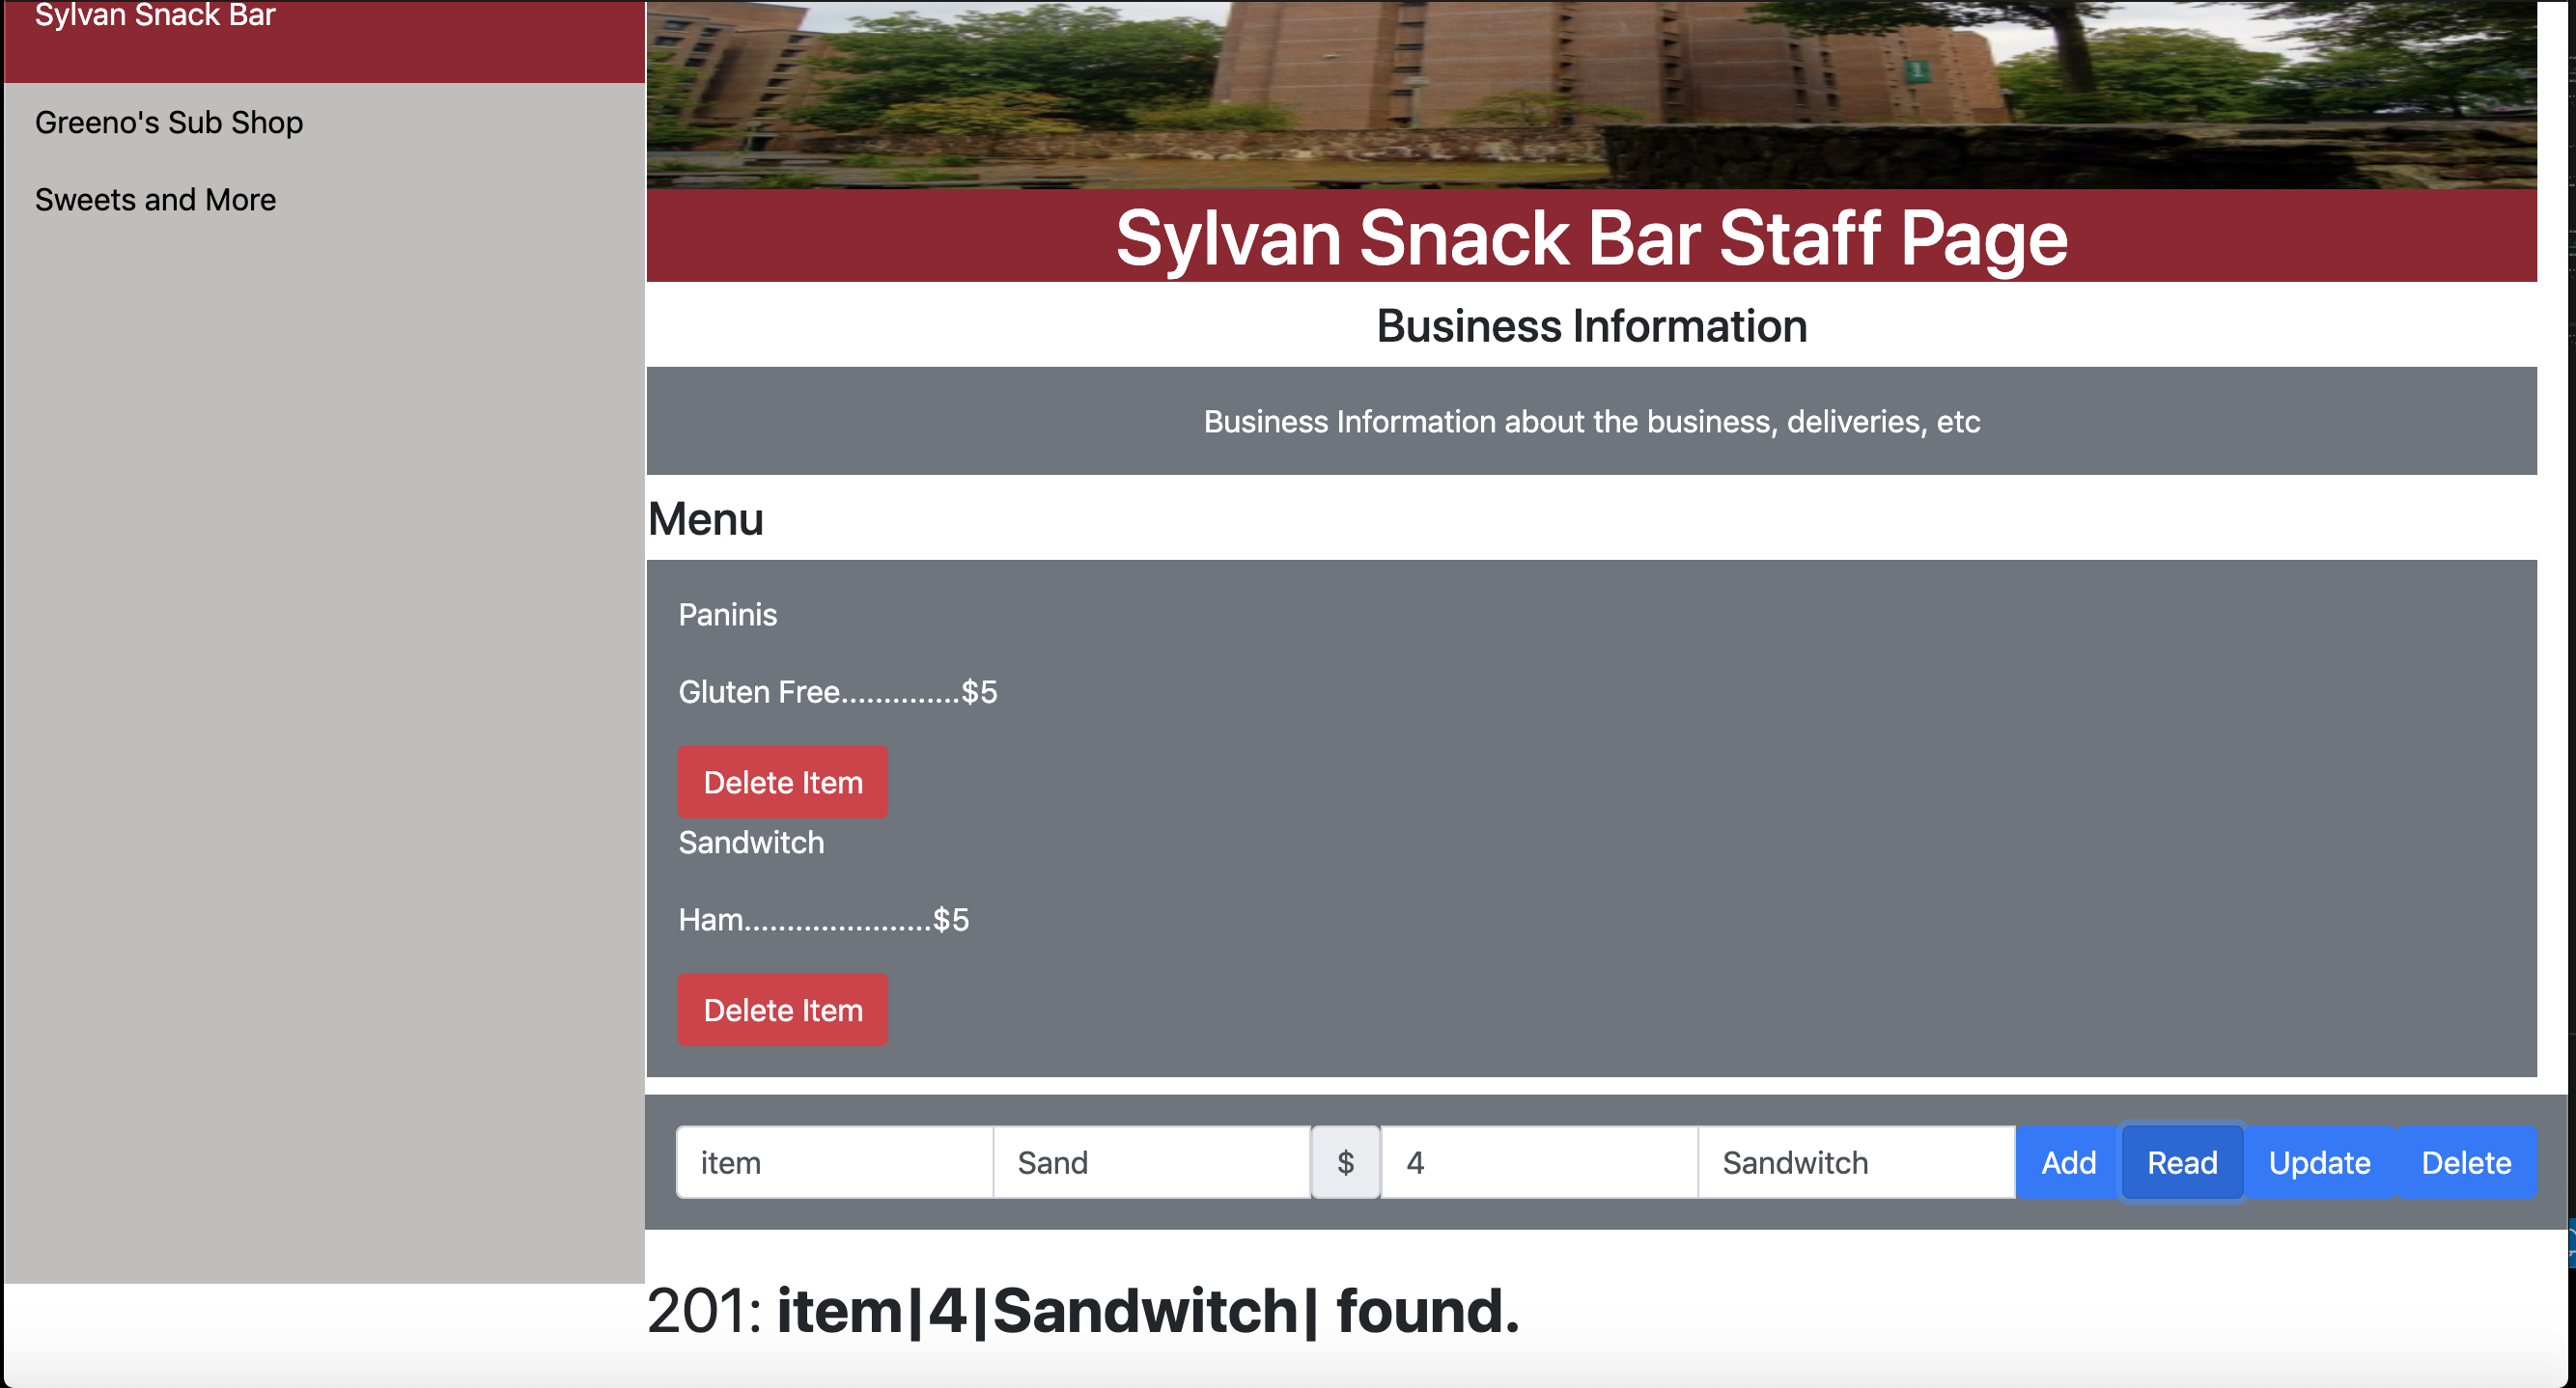 Sylvan Snack Bar
Greeno's Sub Shop
Sweets and More
Sylvan Snack Bar Staff Page
Business Information
Business Information about the business, deliveries, etc
Menu
Paninis
Gluten Free..............$5
Delete Item
Sandwitch
Ham......................$5
Delete Item
item Sand $ 4 Sandwitch Add Read Update Delete
201: item|4|Sandwitch| found.